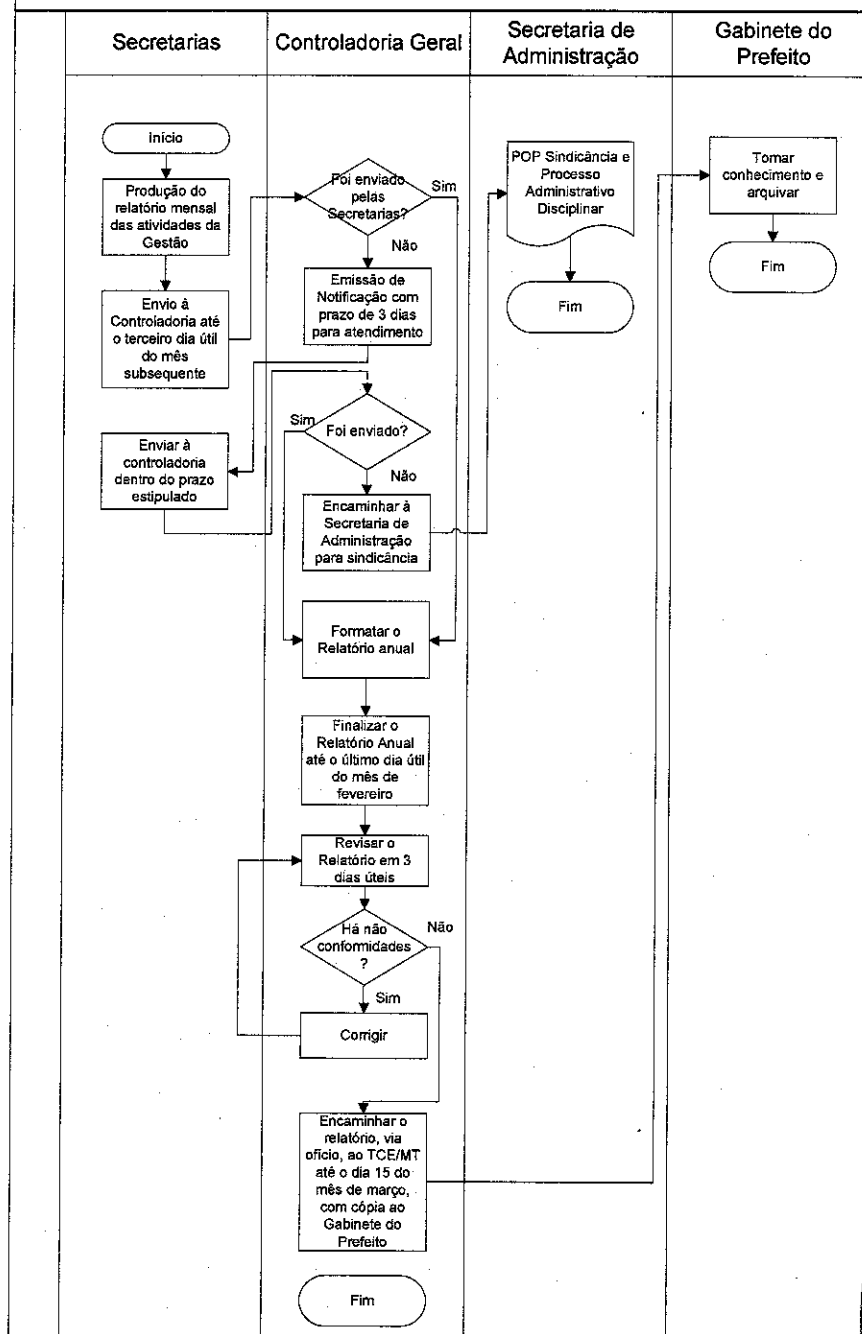 Secretarias
Controladoria Geral
Secretaria de
Administração
Gabinete do
Prefeito
Início
Produção do
relatório mensal
das atividades da
Gestão
Envio à
Controladoria até
o terceiro dia útil
do mês
subsequente
Enviar à
controladoria
dentro do prazo
estipulado
Foi enviado
pelas
Secretarias?
Sim
Não
Emissão de
Notificação com
prazo de 3 dias
para atendimento
Sim
Foi enviado?
Não
Encaminhar à
Secretaria de
Administração
para sindicância
Formatar o
Relatório anual
Finalizar o
Relatório Anual
até o último dia útil
do mês de
fevereiro
Revisar o
Relatório em 3
dias úteis
Há não
conformidades
?
Não
Sim
Corrigir
Encaminhar o
relatório, via
ofício, ao TCE/MT
até o dia 15 do
mês de março,
com cópia ao
Gabinete do
Prefeito
Fim
POP Sindicância e
Processo
Administrativo
Disciplinar
Fim
Tomar
conhecimento e
arquivar
Fim